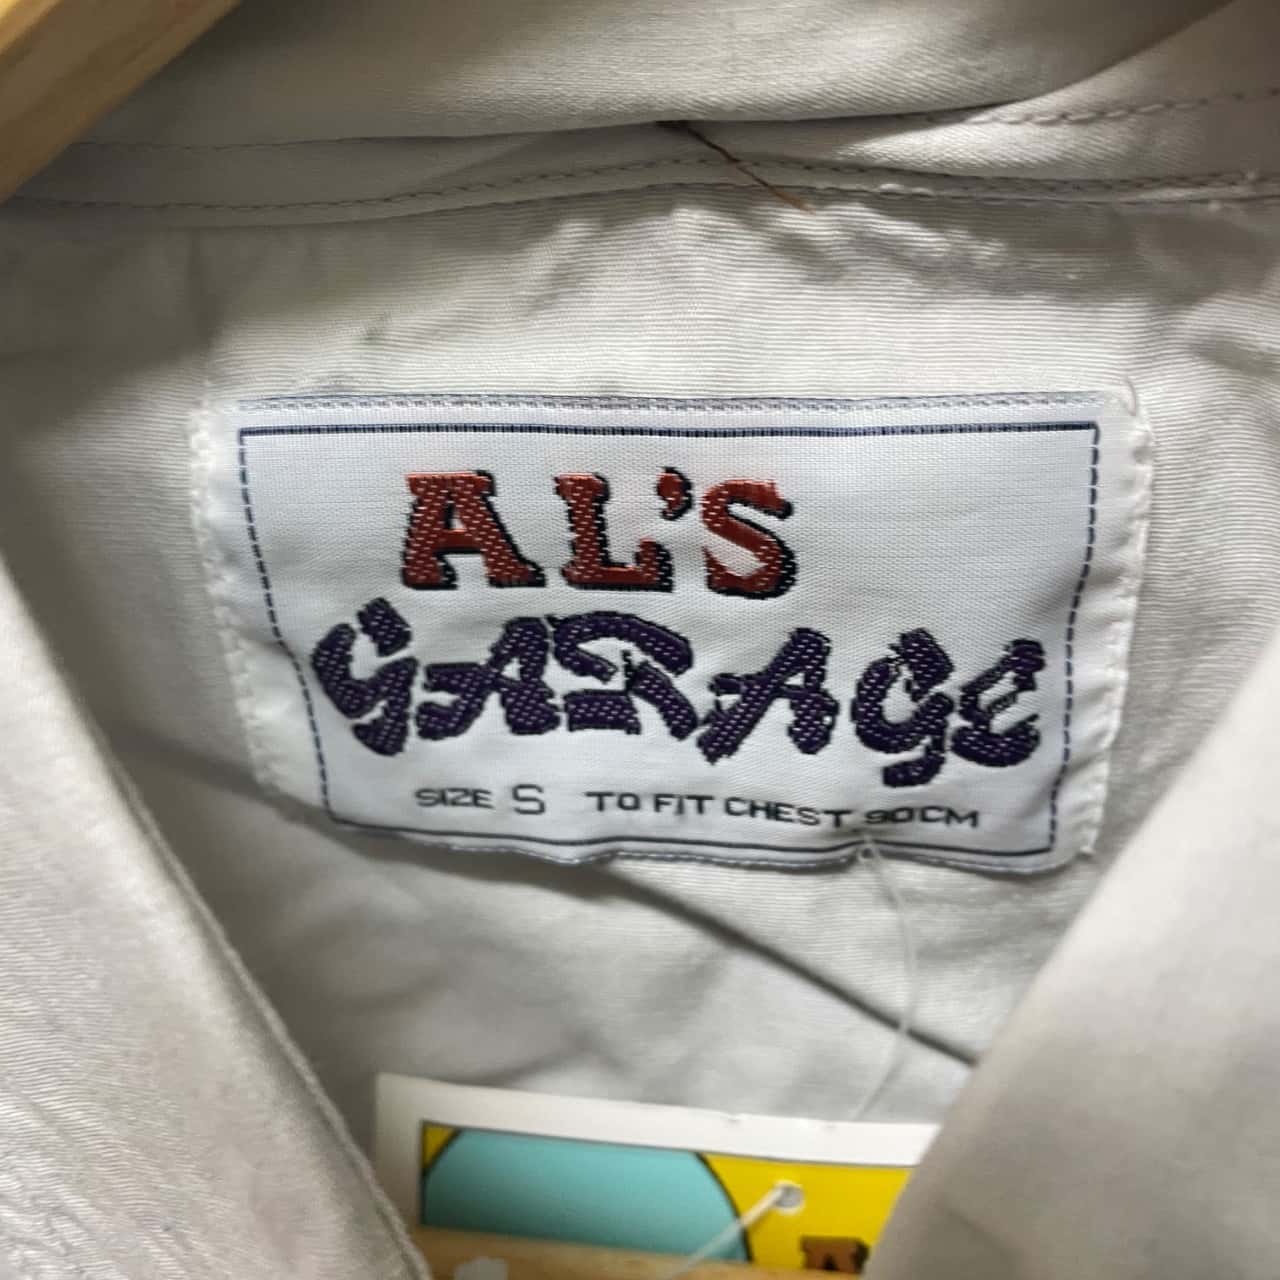 AL'S
GARAGE
SIZE S TO FIT CHEST 90CM